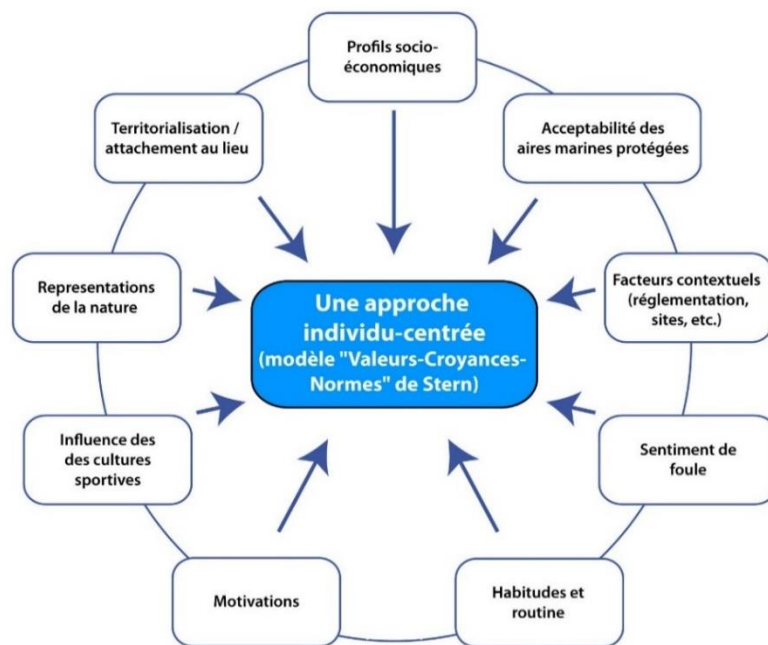 Profils socio-
économiques
Territorialisation /
attachement au lieu
Acceptabilité des
aires marines protégées
Representations
de la nature
Une approche
individu-centrée
(modèle "Valeurs-Croyances-
Normes" de Stern)
Facteurs contextuels
(réglementation,
sites, etc.)
Influence des
des cultures
sportives
Sentiment de
foule
Motivations
Habitudes et
routine